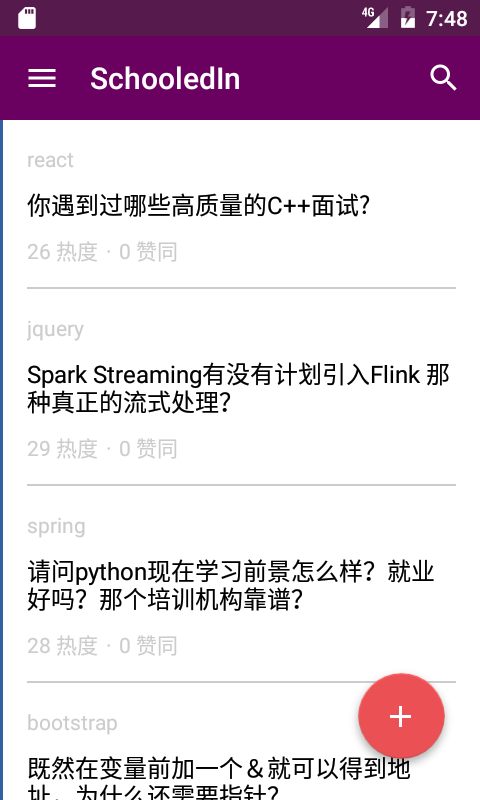 4G 7:48
SchooledIn
react
你遇到过哪些高质量的C++面试?
26 热度 · 0 赞同
jquery
Spark Streaming有没有计划引入Flink 那
种真正的流式处理?
29 热度 · 0 赞同
spring
请问python现在学习前景怎么样？就业
好吗？那个培训机构靠谱？
28 热度 · 0 赞同
bootstrap
既然在变量前加一个＆就可以得到地
址，为什么还需要指针？